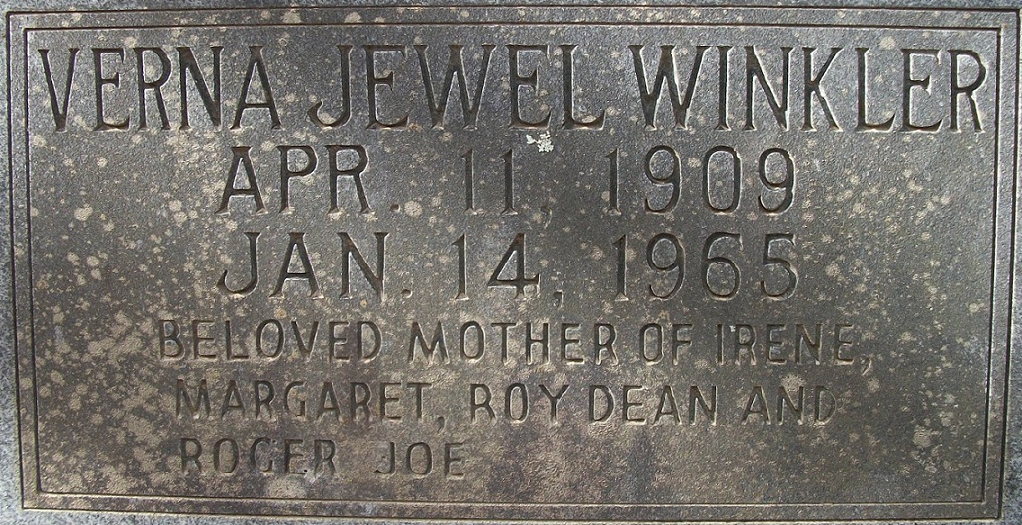 VERNA JEWEL WINKLER
APR. 11, 1909
JAN. 14, 1965
BELOVED MOTHER OF IRENE,
MARGARET, ROY DEAN AND
ROGER JOE